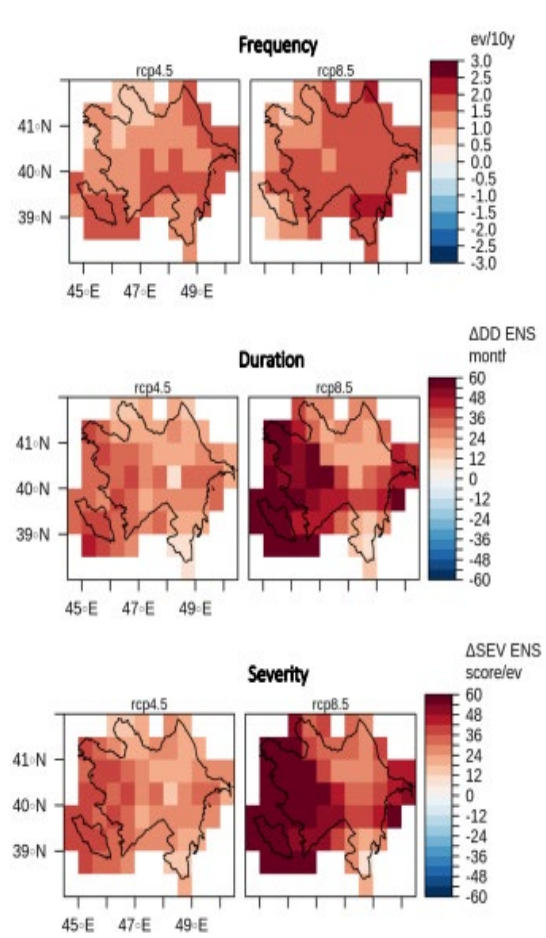 Frequency
ev/10y
rcp4.5
rcp8.5
3.0
2.5
2.0
1.5
1.0
0.5
0.0
-0.5
-1.0
-1.5
-2.0
-2.5
-3.0
41◦N
40◦N
39◦N
45◦E 47◦E 49◦E
Duration
ΔDD ENS
month
rcp4.5
rcp8.5
60
48
36
24
12
0
-12
-24
-36
-48
-60
41◦N
40◦N
39◦N
45◦E 47◦E 49◦E
Severity
ΔSEV ENS
score/ev
rcp4.5
rcp8.5
60
48
36
24
12
0
-12
-24
-36
-48
-60
41◦N
40◦N
39◦N
45◦E 47◦E 49◦E